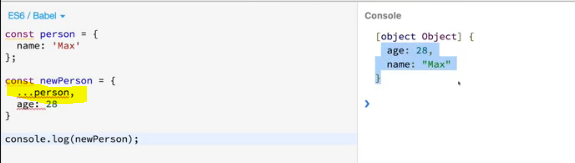 ES6 / Babel
const person = {
  name: 'Max'
};
const newPerson = {
  ...person,
  age: 28
}
console.log(newPerson);
Console
[object Object] {
  age: 28,
  name: "Max"
}